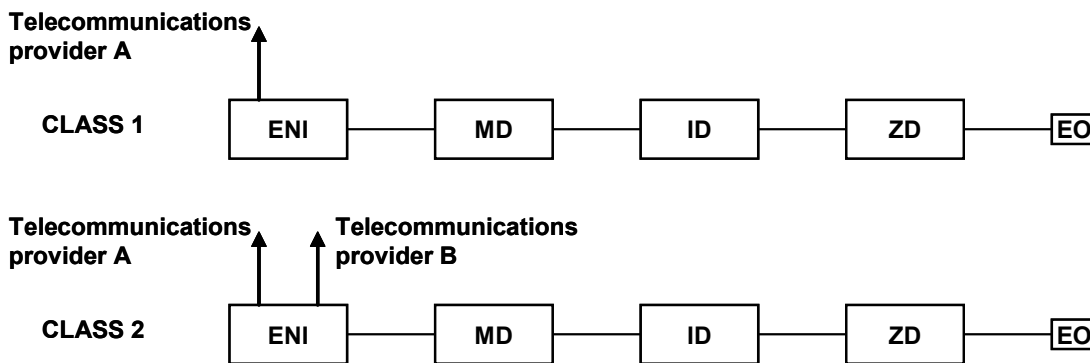 Telecommunications
provider A
CLASS 1
ENI
MD
ID
ZD
EO
Telecommunications
provider A
Telecommunications
provider B
CLASS 2
ENI
MD
ID
ZD
EO